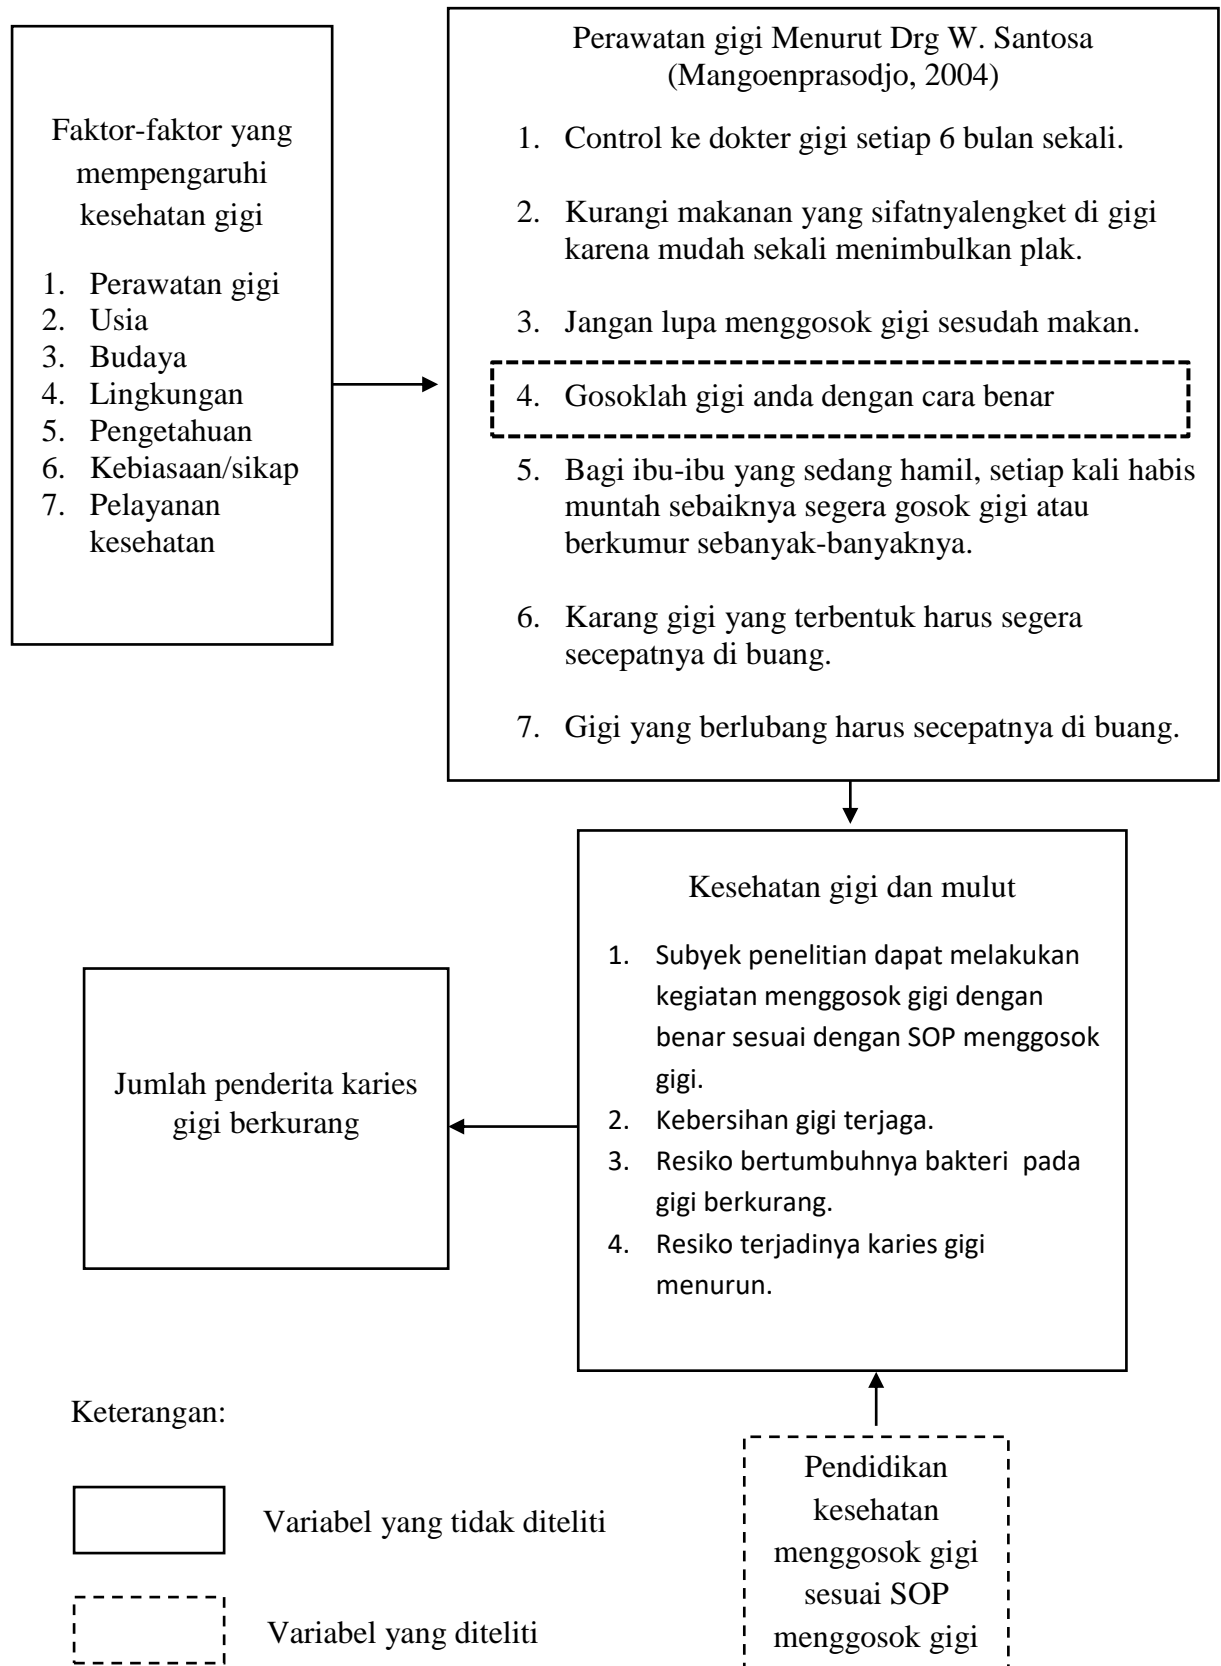 Faktor-faktor yang
mempengaruhi
kesehatan gigi
1. Perawatan gigi
2. Usia
3. Budaya
4. Lingkungan
5. Pengetahuan
6. Kebiasaan/sikap
7. Pelayanan
kesehatan
Perawatan gigi Menurut Drg W. Santosa
(Mangoenprasodjo, 2004)
1. Control ke dokter gigi setiap 6 bulan sekali.
2. Kurangi makanan yang sifatnyalengket di gigi
karena mudah sekali menimbulkan plak.
3. Jangan lupa menggosok gigi sesudah makan.
4. Gosoklah gigi anda dengan cara benar
5. Bagi ibu-ibu yang sedang hamil, setiap kali habis
muntah sebaiknya segera gosok gigi atau
berkumur sebanyak-banyaknya.
6. Karang gigi yang terbentuk harus segera
secepatnya di buang.
7. Gigi yang berlubang harus secepatnya di buang.
Kesehatan gigi dan mulut
1. Subyek penelitian dapat melakukan
kegiatan menggosok gigi dengan
benar sesuai dengan SOP menggosok
gigi.
2. Kebersihan gigi terjaga.
3. Resiko bertumbuhnya bakteri pada
gigi berkurang.
4. Resiko terjadinya karies gigi
menurun.
Jumlah penderita karies
gigi berkurang
Keterangan:
Variabel yang tidak diteliti
Variabel yang diteliti
Pendidikan
kesehatan
menggosok gigi
sesuai SOP
menggosok gigi